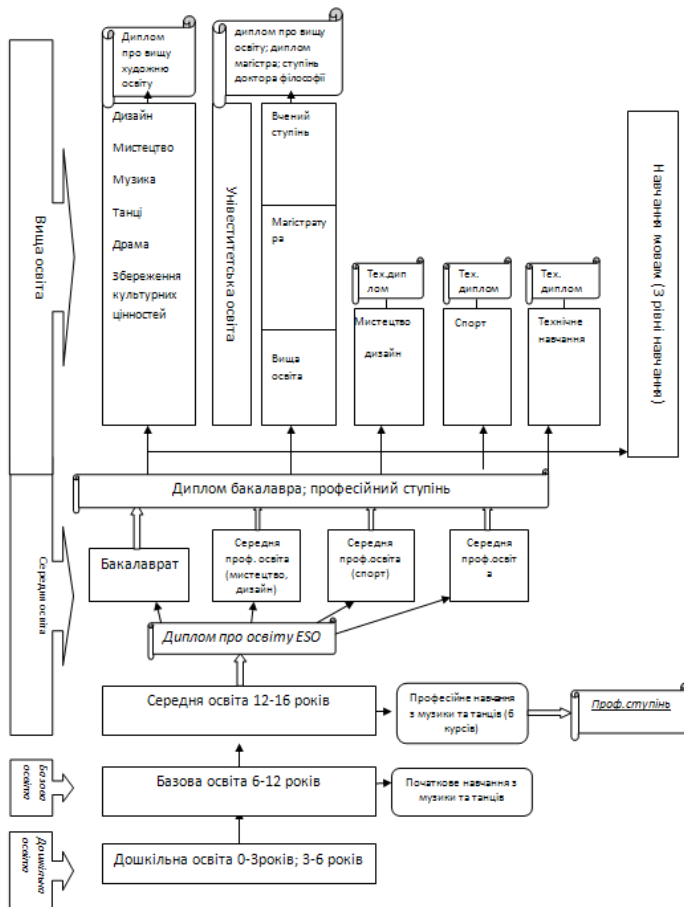 Диплом
про вищу
художню
освіту
диплом про вищу
освіту; диплом
магістра; ступінь
доктора філософії
Дизайн
Мистецтво
Музика
Танці
Драма
Збереження
культурних
цінностей
Універститетська освіта
Вчений
ступінь
Магістрату
ра
Вища
освіта
Тех.дип
лом
Мистецтво
дизайн
Тех.
диплом
Спорт
Тех.
диплом
Технічне
навчання
Навчання мовам (3 рівні навчання)
Вища освіта
Диплом бакалавра; професійний ступінь
Середня освіта
Бакалаврат
Середня
проф. освіта
(мистецтво,
дизайн)
Середня
проф.освіта
(спорт)
Середня
проф.освіт
а
Диплом про освіту ESO
Середня освіта 12-16 років
Професійне навчання
з музики та танців (6
курсів)
Проф.ступінь
Базова
освіта
Базова освіта 6-12 років
Початкове навчання з
музики та танців
Дошкільна
освіта
Дошкільна освіта 0-3років; 3-6 років